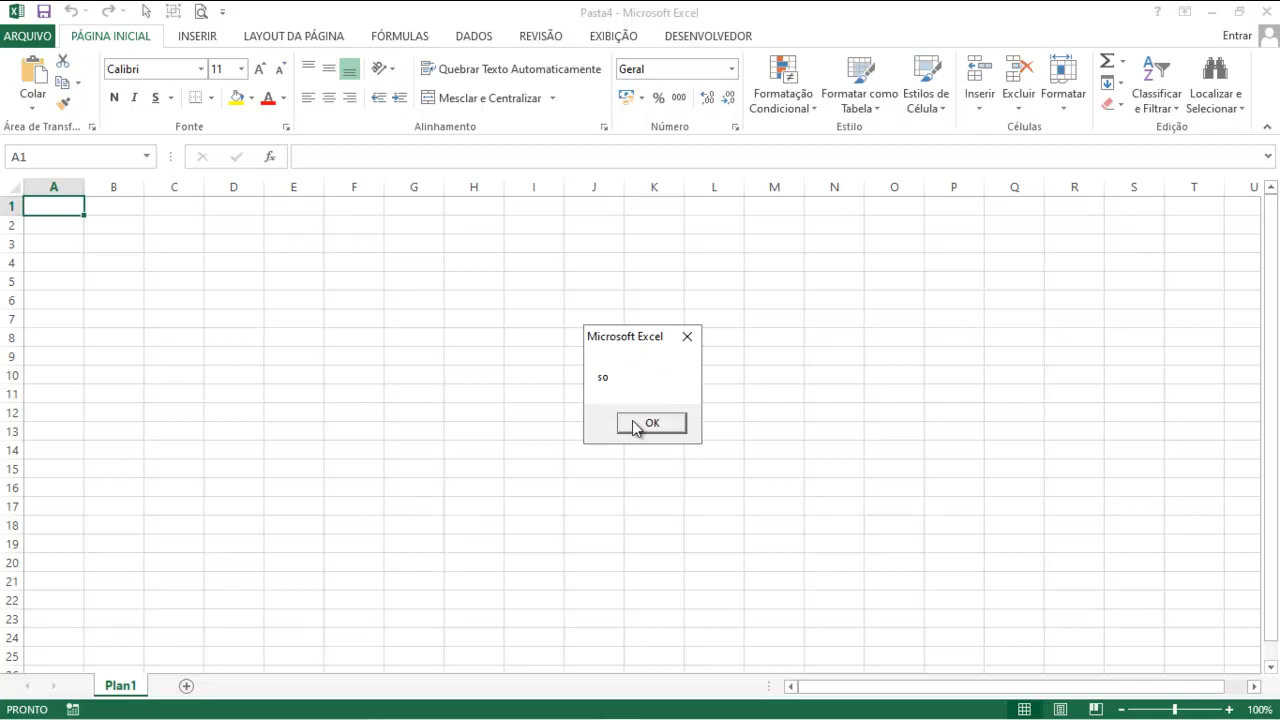 Pasta4 - Microsoft Excel
?
ARQUIVO PÁGINA INICIAL INSERIR LAYOUT DA PÁGINA FÓRMULAS DADOS REVISÃO EXIBIÇÃO DESENVOLVEDOR Entrar
Calibri 11 Quebrar Texto Automaticamente Geral
Colar N I S Mesclar e Centralizar % 000
Formatação Condicional Formatar como Tabela Estilos de Célula Inserir Excluir Formatar Classificar e Filtrar Localizar e Selecionar
Área de Transf... Fonte Alinhamento Número Estilo Células Edição
A1 fx
A B C D E F G H I J K L M N O P Q R S T U
1
2
3
4
5
6
7
8
9
10
11
12
13
14
15
16
17
18
19
20
21
22
23
24
25
Microsoft Excel
so
OK
Plan1
PRONTO 100%